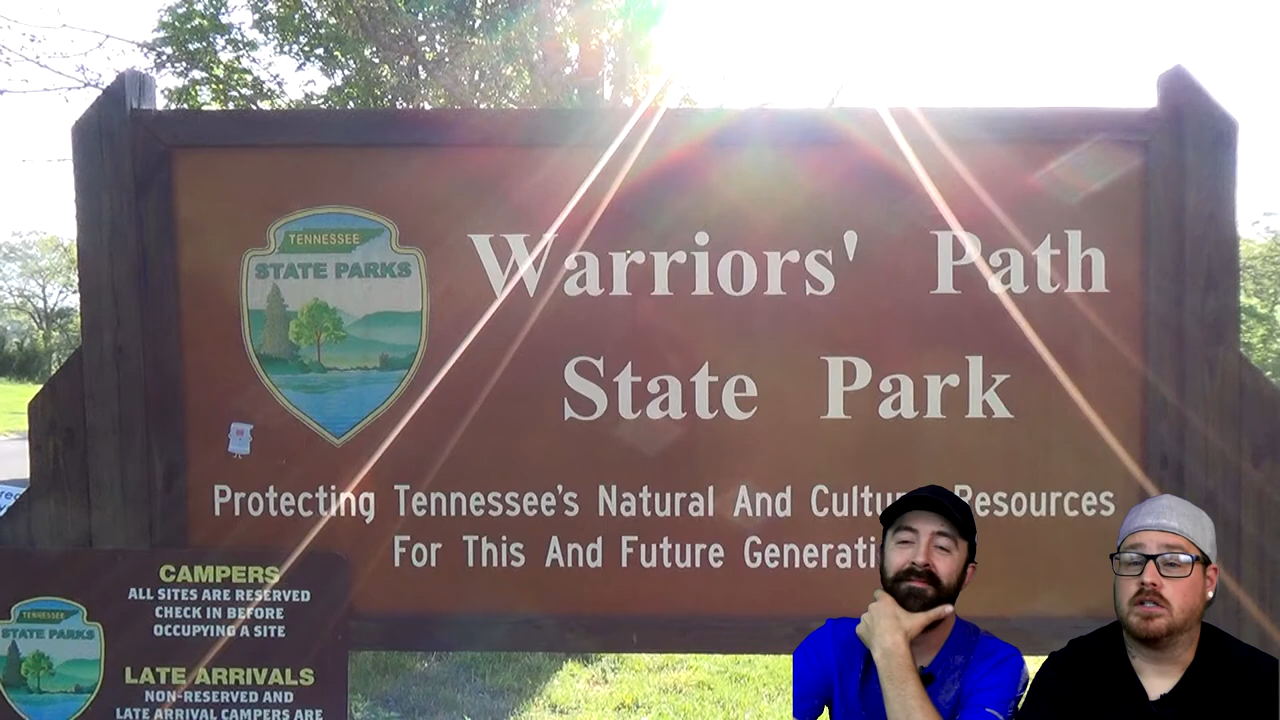 TENNESSEE
STATE PARKS
Warriors' Path
State Park
Protecting Tennessee's Natural And Resources
For This And Future
CAMPERS
ALL SITES ARE RESERVED
CHECK IN BEFORE
OCCUPYING A SITE
LATE ARRIVALS
NON-RESERVED AND
LATE ARRIVAL CAMPERS ARE
TENNESSEE
STATE PARKS